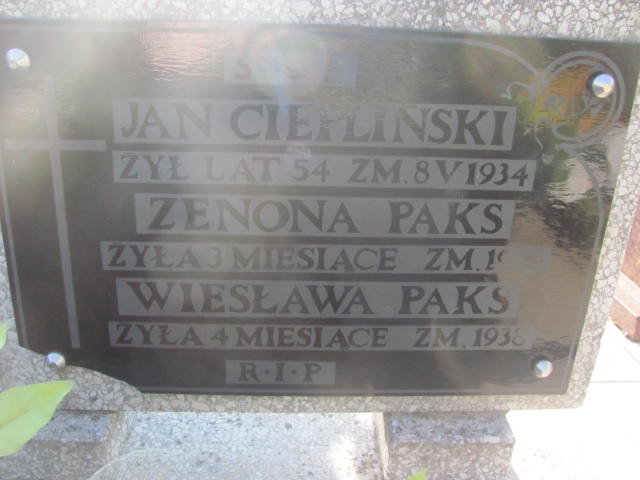 JAN CIEPLIŃSKI
ŻYŁ LAT 54 ZM. 8 V 1934
ZENONA PAKS
ŻYŁA 3 MIESIĄCE ZM.
WIESŁAWA PAKS
ŻYŁA 4 MIESIĄCE ZM. 1938
R·I·P